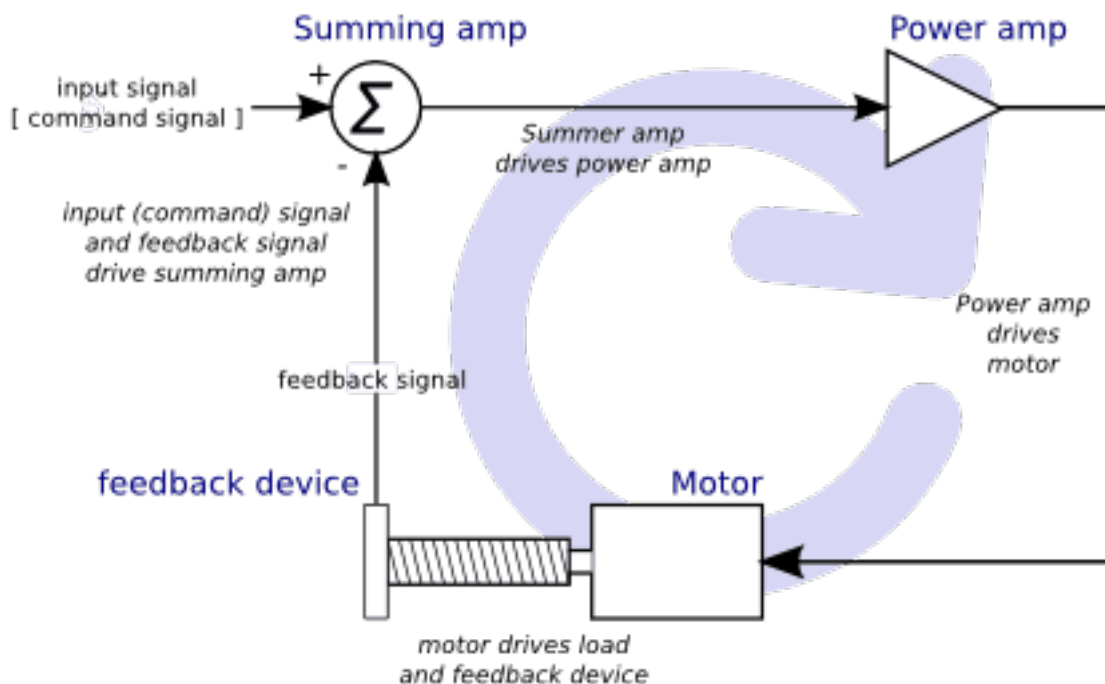 Summing amp
Power amp
+
input signal
[ command signal ]
Σ
Summer amp
drives power amp
-
input (command) signal
and feedback signal
drive summing amp
Power amp
drives
motor
feedback signal
feedback device
Motor
motor drives load
and feedback device